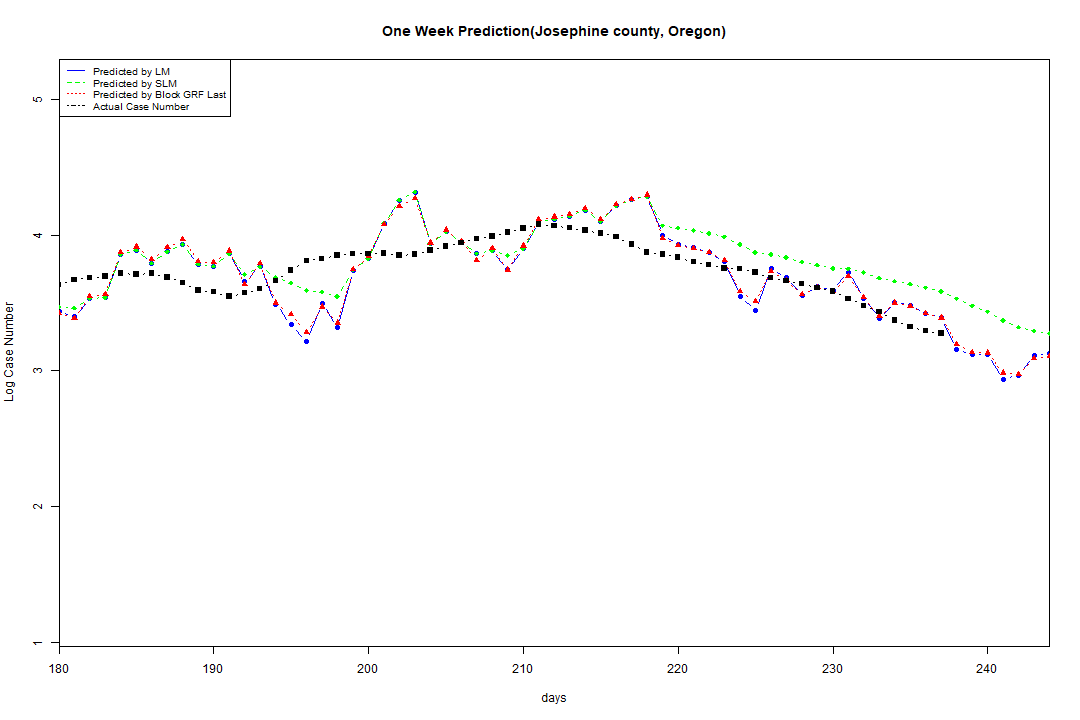 One Week Prediction(Josephine county, Oregon)
Predicted by LM
Predicted by SLM
Predicted by Block GRF Last
Actual Case Number
5
4
3
2
1
Log Case Number
180 190 200 210 220 230 240
days